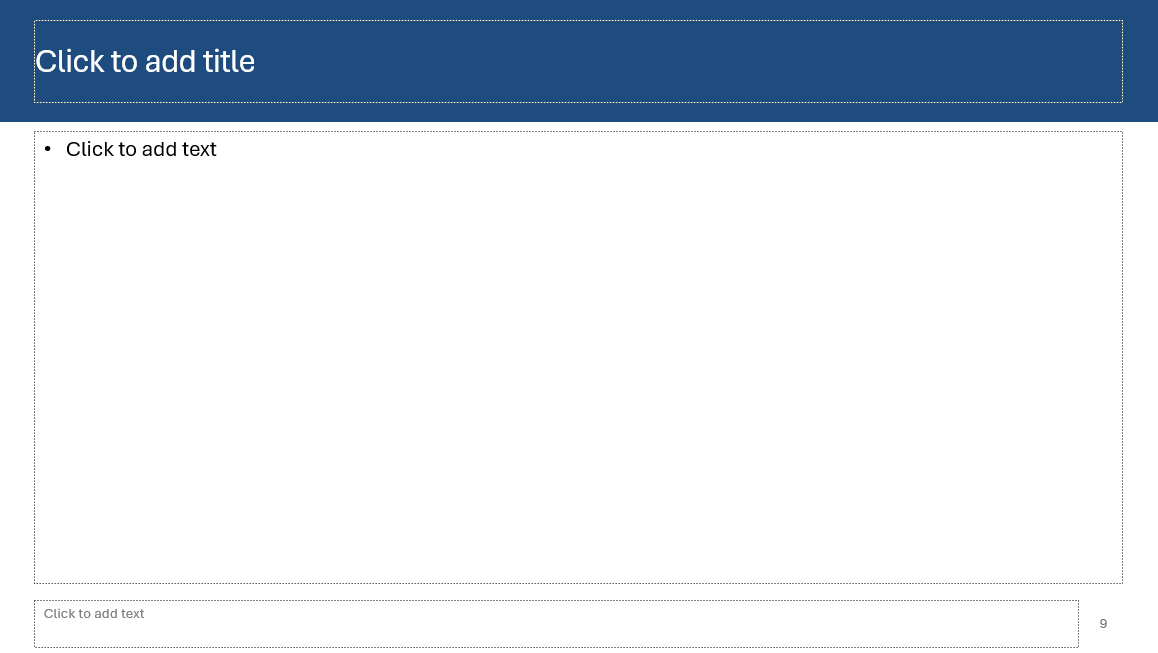 Click to add title
• Click to add text
Click to add text
9